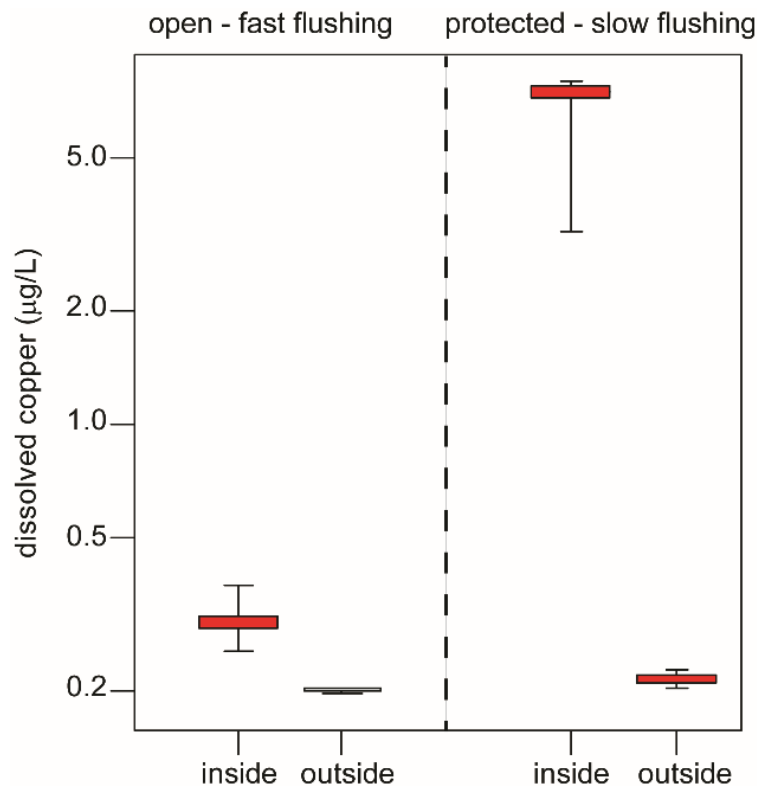 open - fast flushing
protected - slow flushing
dissolved copper (μg/L)
5.0
2.0
1.0
0.5
0.2
inside
outside
inside
outside